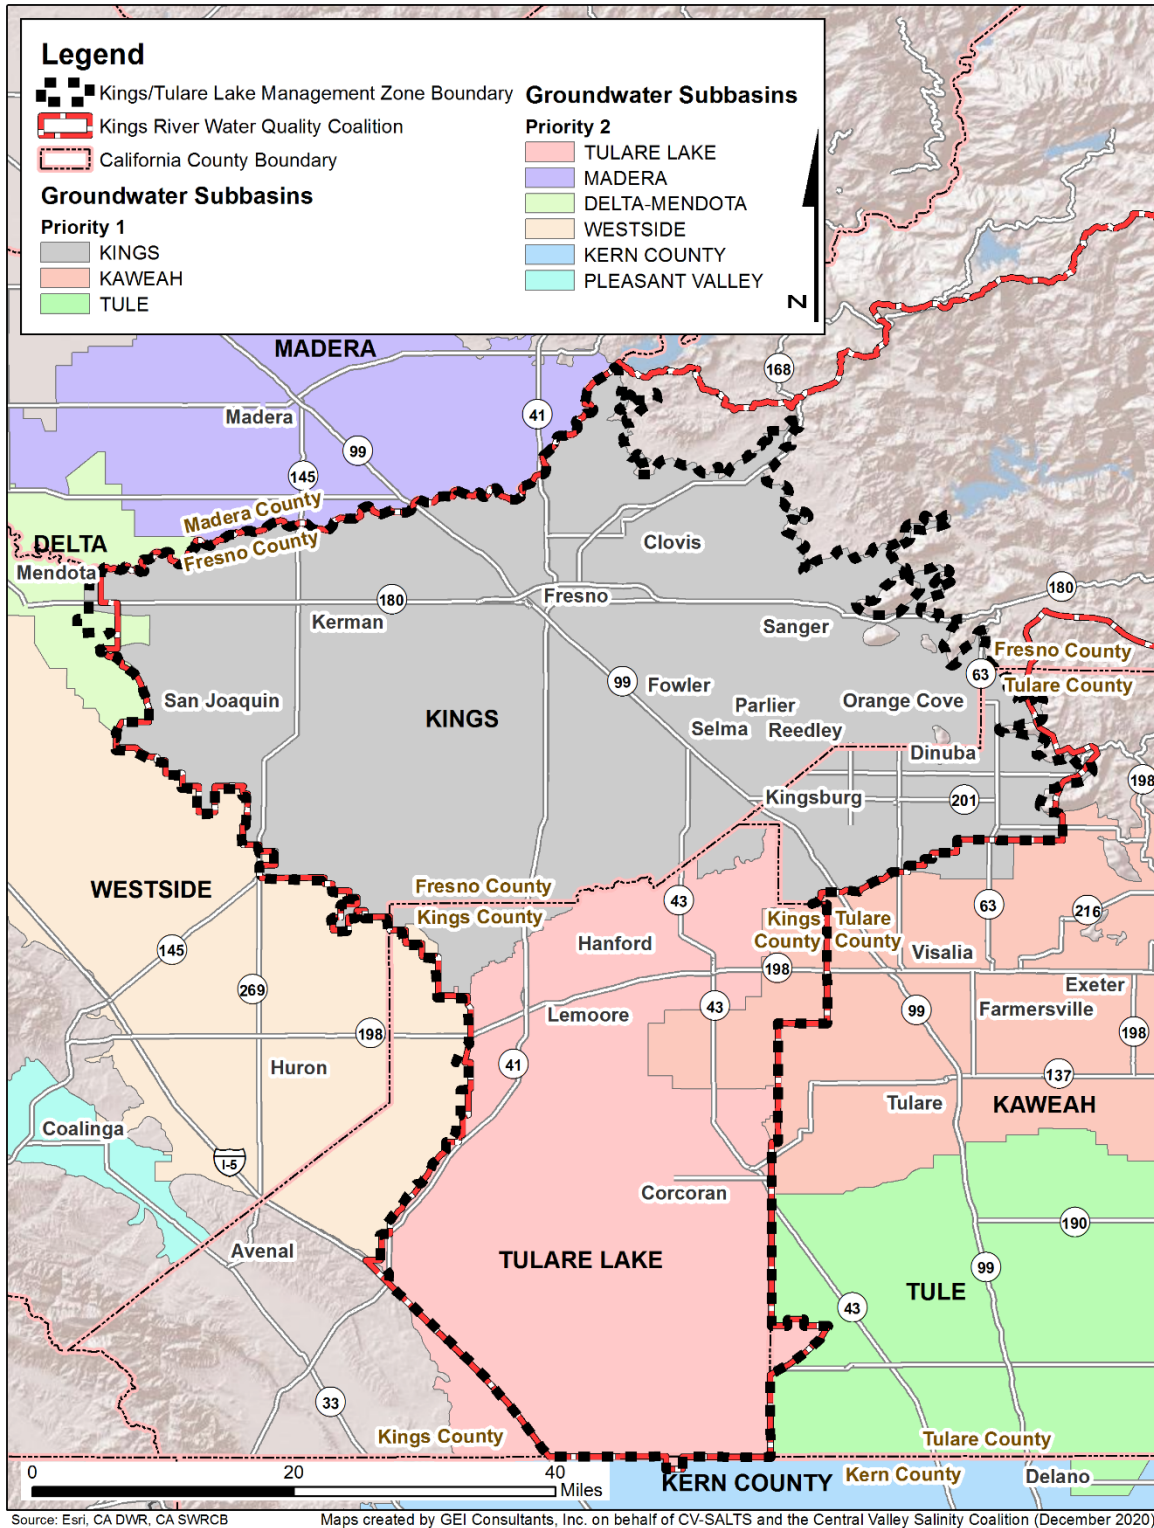 Legend
Kings/Tulare Lake Management Zone Boundary
Kings River Water Quality Coalition
California County Boundary
Groundwater Subbasins
Priority 1
KINGS
KAWEAH
TULE
Groundwater Subbasins
Priority 2
TULARE LAKE
MADERA
DELTA-MENDOTA
WESTSIDE
KERN COUNTY
PLEASANT VALLEY
N
MADERA
168
41
Madera
99
145
Madera County
Fresno County
DELTA
Mendota
Clovis
180
Fresno
180
Kerman
Sanger
Fresno County
63
Tulare County
99
Fowler
San Joaquin
Parlier
Orange Cove
KINGS
Selma
Reedley
Dinuba
198
Kingsburg
201
WESTSIDE
Fresno County
Kings County
43
63
216
Kings County
Tulare County
Hanford
145
Visalia
198
Exeter
269
Lemoore
43
99
Farmersville
198
198
Huron
41
137
Tulare
KAWEAH
Coalinga
I-5
Corcoran
190
Avenal
TULARE LAKE
99
TULE
43
33
Kings County
Tulare County
Kern County
Delano
KERN COUNTY
0
20
40
Miles
Source: Esri, CA DWR, CA SWRCB
Maps created by GEI Consultants, Inc. on behalf of CV-SALTS and the Central Valley Salinity Coalition (December 2020)